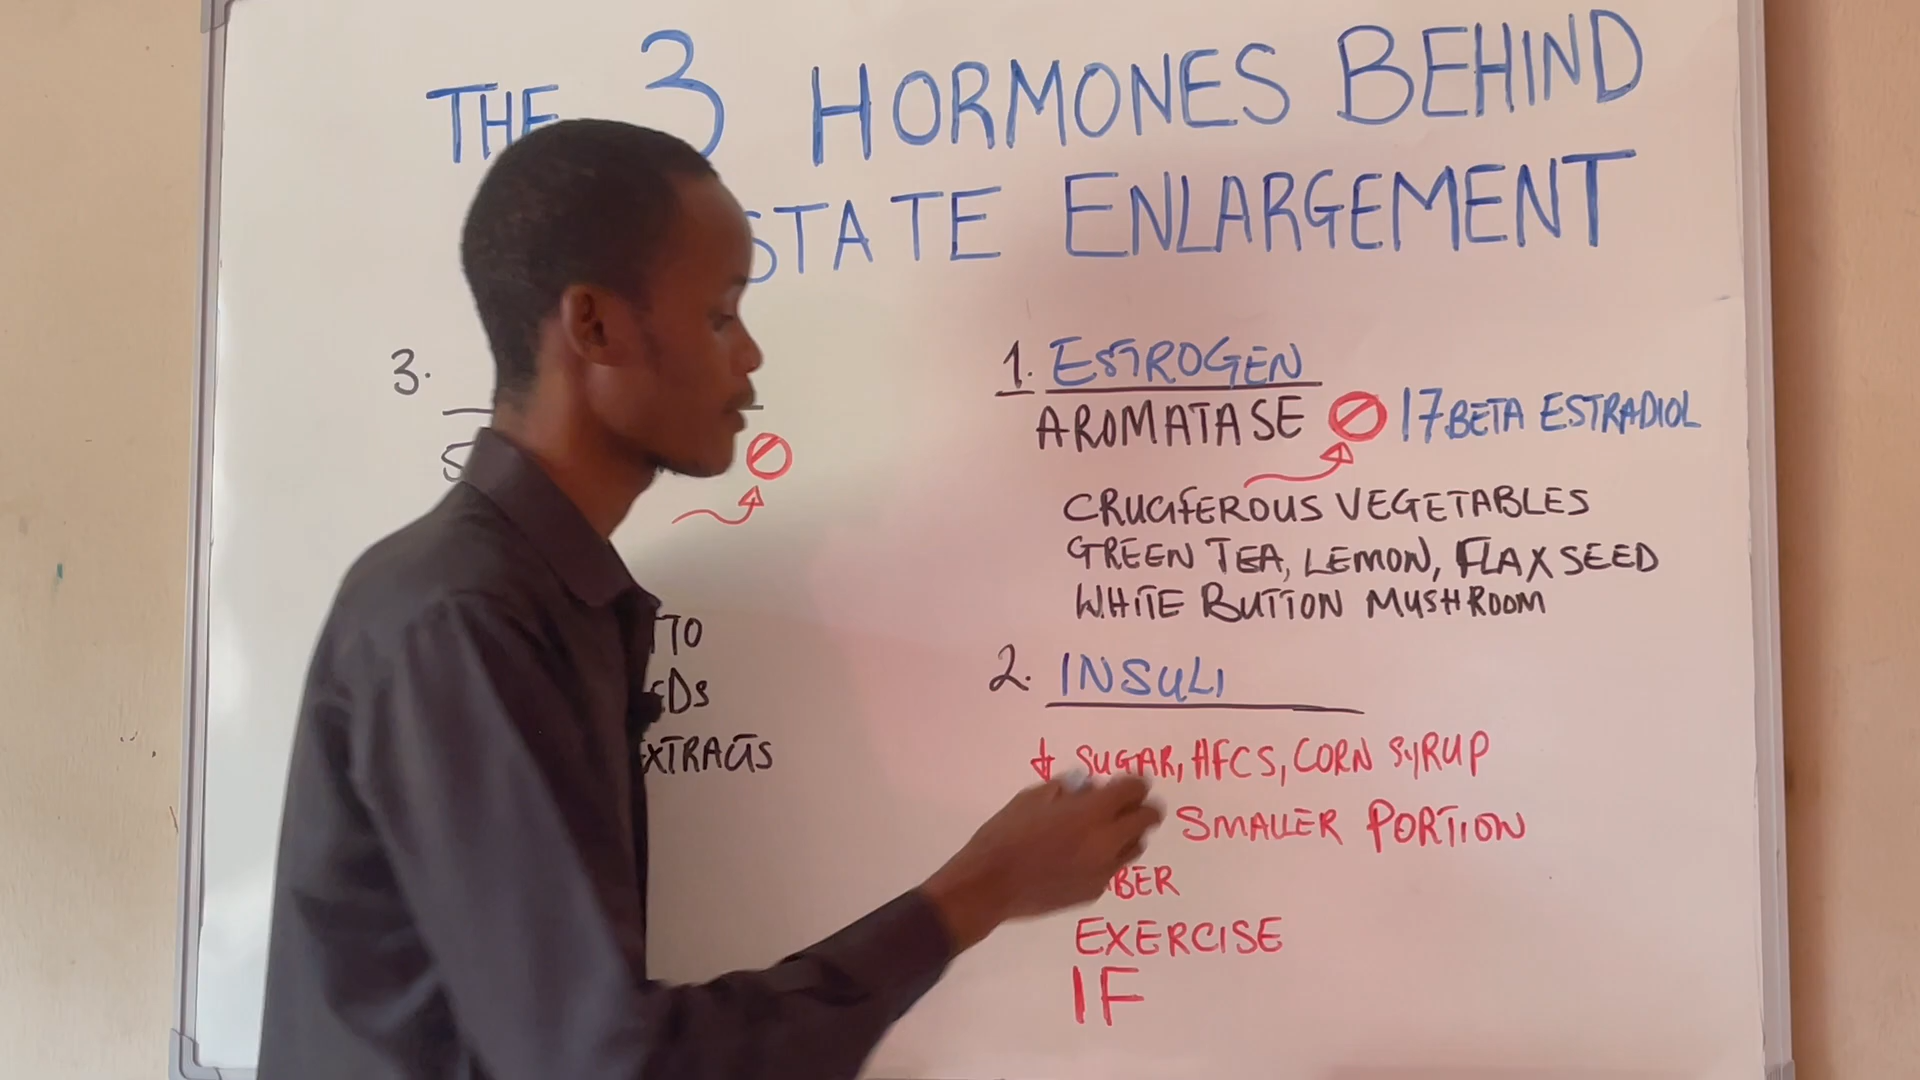 THE 3 HORMONES BEHIND
STATE ENLARGEMENT
3.
TTO
EDS
EXTRACTS
1. ESTROGEN
AROMATASE 17 BETA ESTRADIOL
CRUCIFEROUS VEGETABLES
GREEN TEA, LEMON, FLAX SEED
WHITE BUTTON MUSHROOM
2. INSULI
↓ SUGAR, HFCS, CORN SYRUP
SMALLER PORTION
BER
EXERCISE
IF